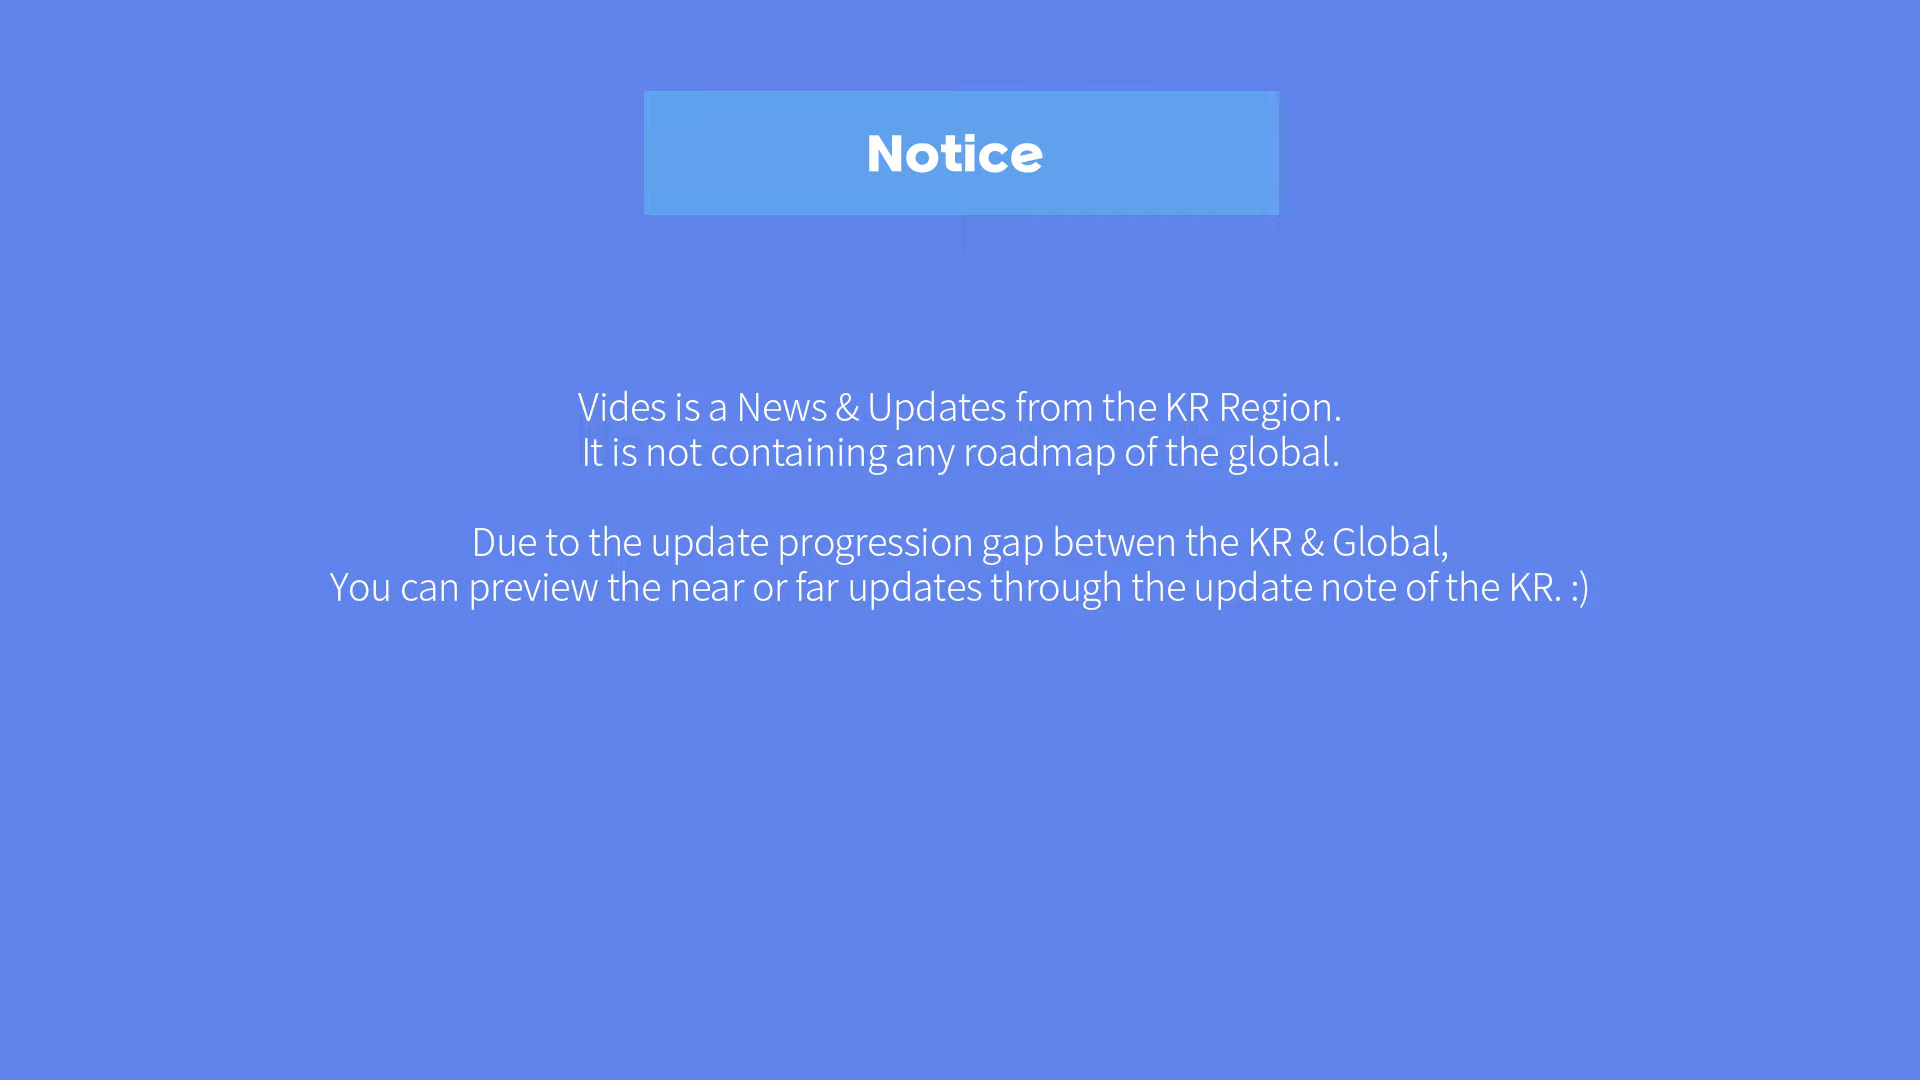 Notice
Vides is a News & Updates from the KR Region.
It is not containing any roadmap of the global.
Due to the update progression gap betwen the KR & Global,
You can preview the near or far updates through the update note of the KR. :)